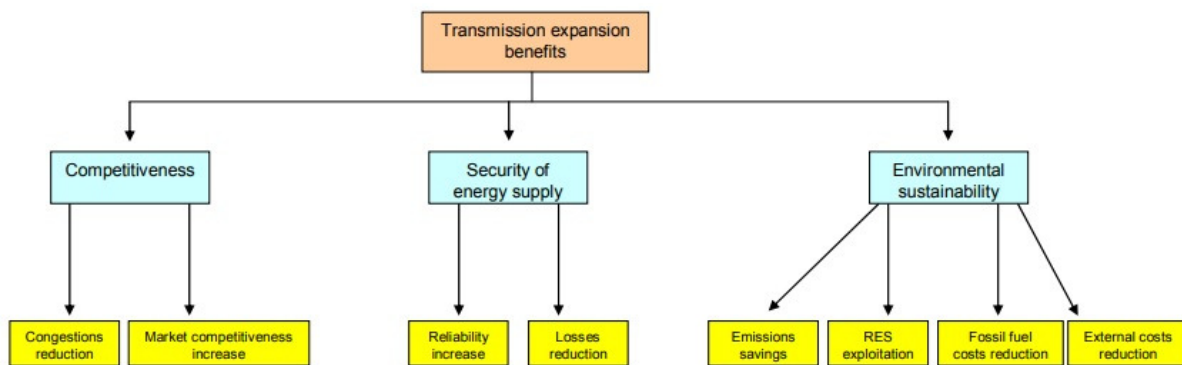 Transmission expansion
benefits
Competitiveness
Security of
energy supply
Environmental
sustainability
Congestions
reduction
Market competitiveness
increase
Reliability
increase
Losses
reduction
Emissions
savings
RES
exploitation
Fossil fuel
costs reduction
External costs
reduction